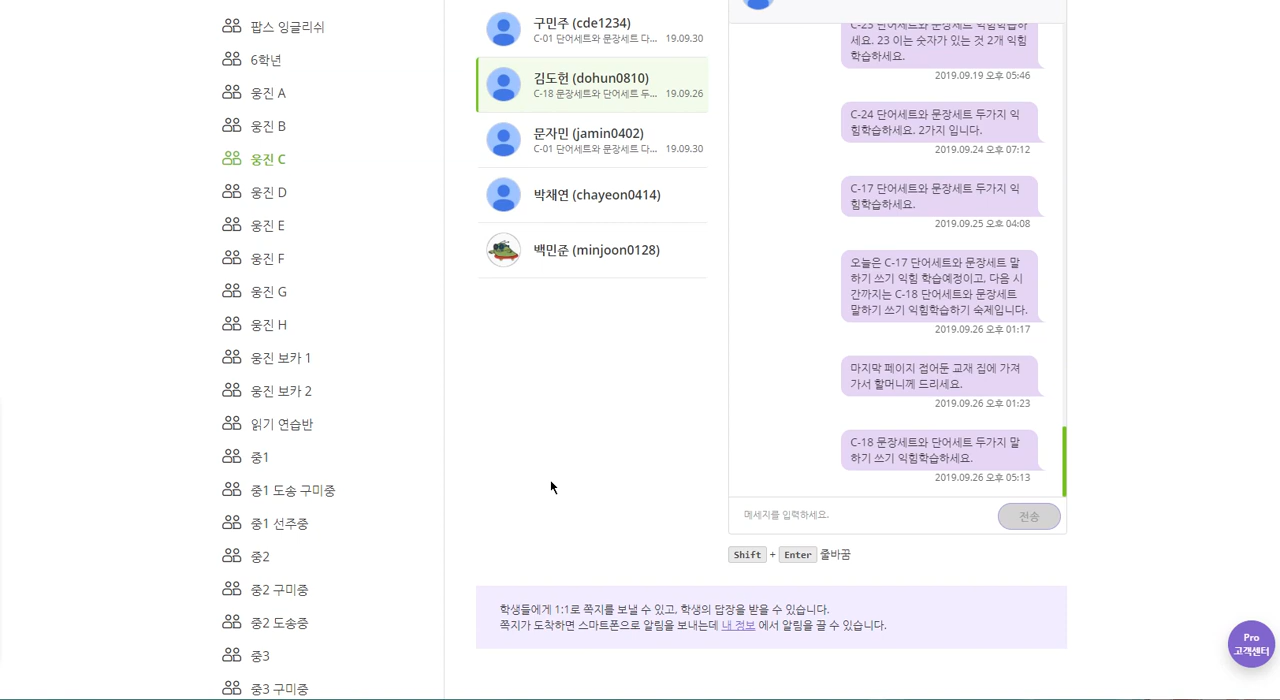 팝스 잉글리쉬
6학년
웅진 A
웅진 B
웅진 C
웅진 D
웅진 E
웅진 F
웅진 G
웅진 H
웅진 보카 1
웅진 보카 2
읽기 연습반
중1
중1 도송 구미중
중1 선주중
중2
중2 구미중
중2 도송중
중3
중3 구미중
구민주 (cde1234)
C-01 단어세트와 문장세트 다... 19.09.30
김도헌 (dohun0810)
C-18 문장세트와 단어세트 두... 19.09.26
문자민 (jamin0402)
C-01 단어세트와 문장세트 다... 19.09.30
박채연 (chayeon0414)
백민준 (minjoon0128)
C-23 단어세트와 문장세트 익힘학습하
세요. 23 이는 숫자가 있는 것 2개 익힘
학습하세요.
2019.09.19 오후 05:46
C-24 단어세트와 문장세트 두가지 익
힘학습하세요. 2가지 입니다.
2019.09.24 오후 07:12
C-17 단어세트와 문장세트 두가지 익
힘학습하세요.
2019.09.25 오후 04:08
오늘은 C-17 단어세트와 문장세트 말
하기 쓰기 익힘 학습예정이고, 다음 시
간까지는 C-18 단어세트와 문장세트
말하기 쓰기 익힘학습하기 숙제입니다.
2019.09.26 오후 01:17
마지막 페이지 접어둔 교재 집에 가져
가서 할머니께 드리세요.
2019.09.26 오후 01:23
C-18 문장세트와 단어세트 두가지 말
하기 쓰기 익힘학습하세요.
2019.09.26 오후 05:13
메세지를 입력하세요.
전송
Shift + Enter 줄바꿈
학생들에게 1:1로 쪽지를 보낼 수 있고, 학생의 답장을 받을 수 있습니다.
쪽지가 도착하면 스마트폰으로 알림을 보내는데 내 정보 에서 알림을 끌 수 있습니다.
Pro
고객센터